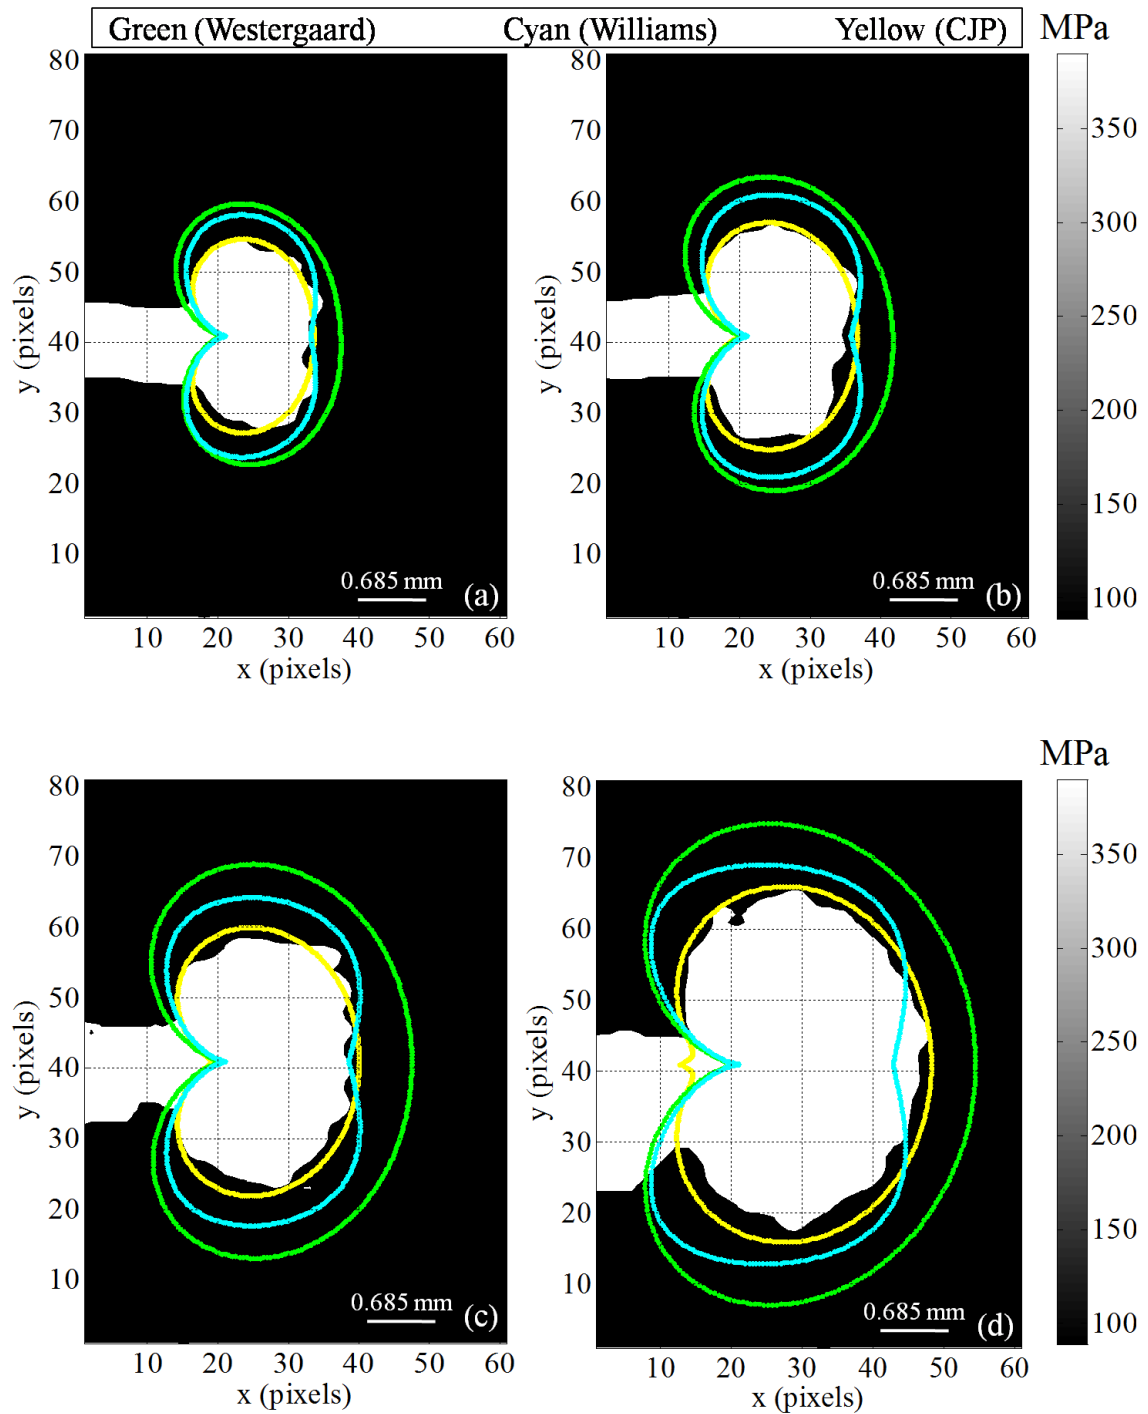 Green (Westergaard) Cyan (Williams) Yellow (CJP) MPa
80
70
60
50
40
30
20
10
y (pixels)
0.685 mm (a)
10 20 30 40 50 60
x (pixels)
80
70
60
50
40
30
20
10
y (pixels)
0.685 mm (b)
10 20 30 40 50 60
x (pixels)
350
300
250
200
150
100
MPa
80
70
60
50
40
30
20
10
y (pixels)
0.685 mm (c)
10 20 30 40 50 60
x (pixels)
80
70
60
50
40
30
20
10
y (pixels)
0.685 mm (d)
10 20 30 40 50 60
x (pixels)
350
300
250
200
150
100